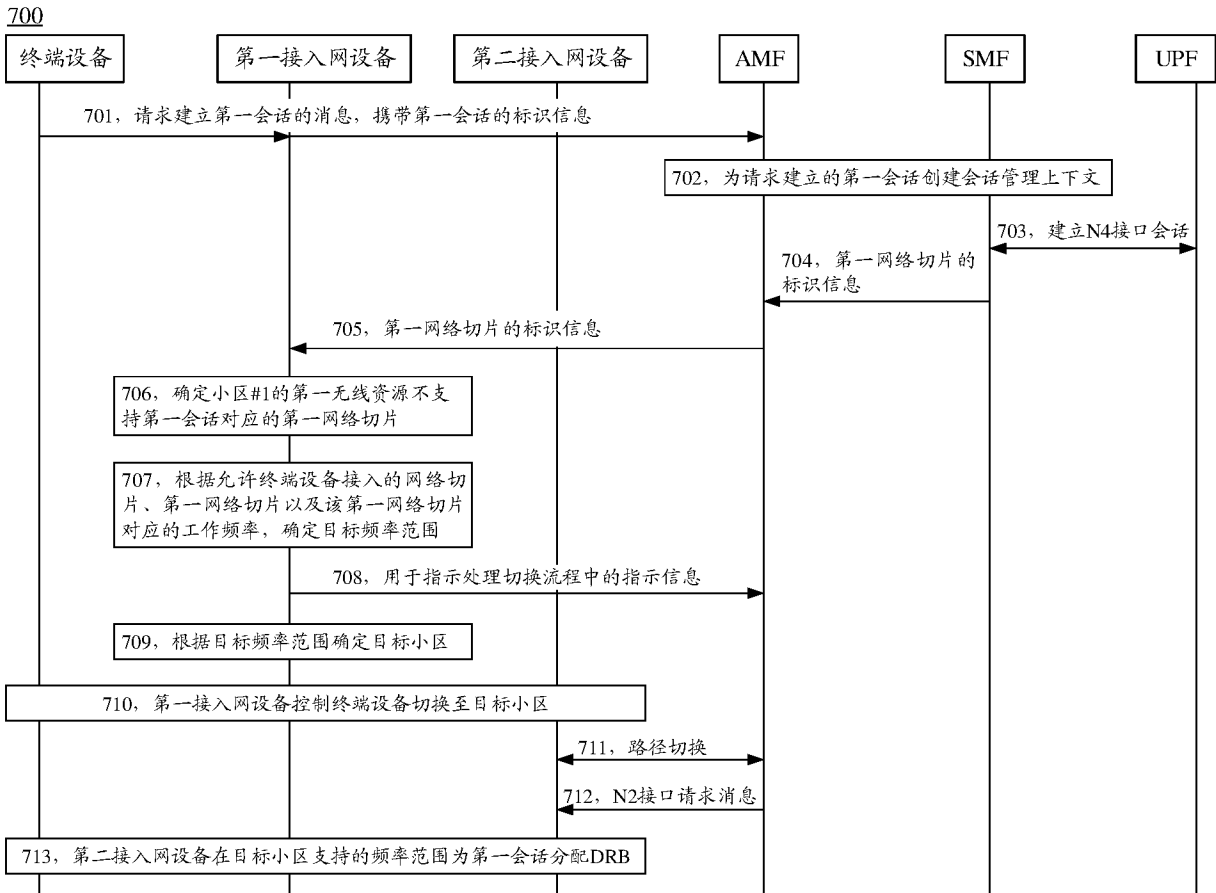 700
终端设备
第一接入网设备
第二接入网设备
AMF
SMF
UPF
701，请求建立第一会话的消息，携带第一会话的标识信息
702，为请求建立的第一会话创建会话管理上下文
703，建立N4接口会话
704，第一网络切片的
标识信息
705，第一网络切片的标识信息
706，确定小区#1的第一无线资源不支
持第一会话对应的第一网络切片
707，根据允许终端设备接入的网络切
片、第一网络切片以及该第一网络切片
对应的工作频率，确定目标频率范围
708，用于指示处理切换流程中的指示信息
709，根据目标频率范围确定目标小区
710，第一接入网设备控制终端设备切换至目标小区
711，路径切换
712，N2接口请求消息
713，第二接入网设备在目标小区支持的频率范围为第一会话分配DRB